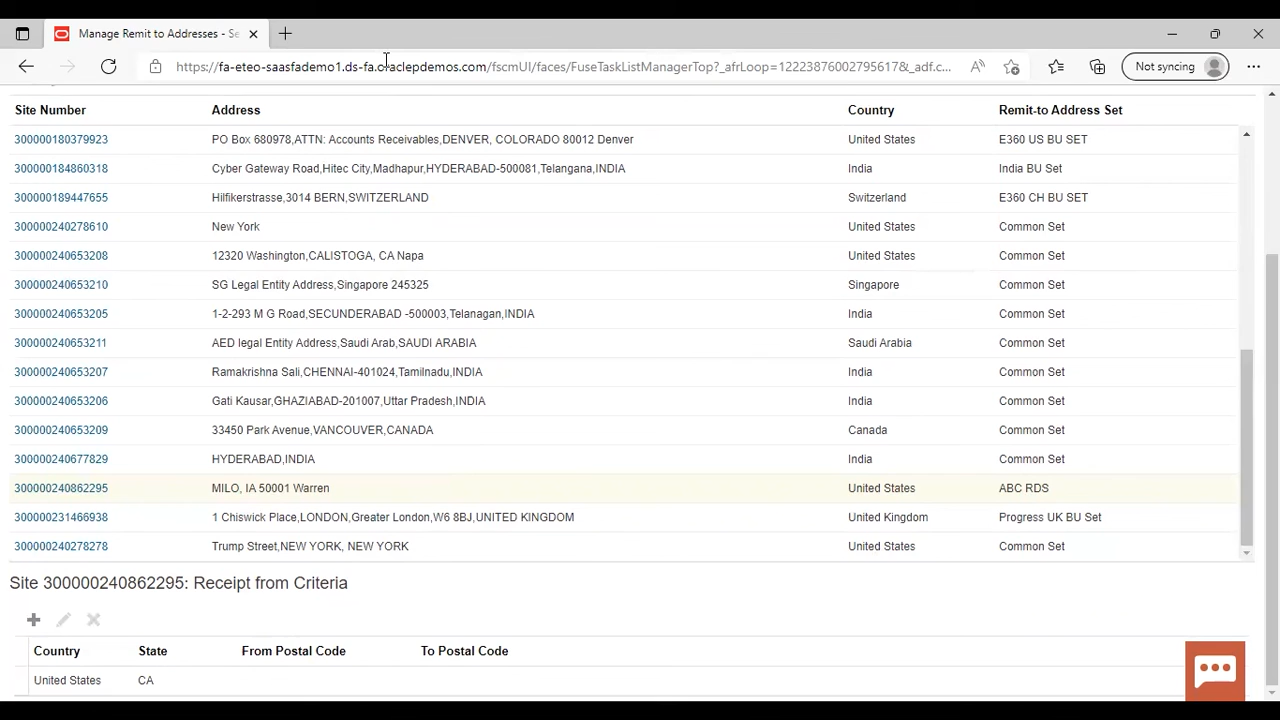 Manage Remit to Addresses - Se
https://fa-eteo-saasfademo1.ds-fa.oraclepdemos.com/fscmUI/faces/FuseTaskListManagerTop?_afrLoop=12223876002795617&_adf.c...
Not syncing
Site Number Address Country Remit-to Address Set
300000180379923 PO Box 680978,ATTN: Accounts Receivables,DENVER, COLORADO 80012 Denver United States E360 US BU SET
300000184860318 Cyber Gateway Road,Hitec City,Madhapur,HYDERABAD-500081,Telangana,INDIA India India BU Set
300000189447655 Hilfikerstrasse,3014 BERN,SWITZERLAND Switzerland E360 CH BU SET
300000240278610 New York United States Common Set
300000240653208 12320 Washington,CALISTOGA, CA Napa United States Common Set
300000240653210 SG Legal Entity Address,Singapore 245325 Singapore Common Set
300000240653205 1-2-293 M G Road,SECUNDERABAD -500003,Telanagan,INDIA India Common Set
300000240653211 AED legal Entity Address,Saudi Arab,SAUDI ARABIA Saudi Arabia Common Set
300000240653207 Ramakrishna Sali,CHENNAI-401024,Tamilnadu,INDIA India Common Set
300000240653206 Gati Kausar,GHAZIABAD-201007,Uttar Pradesh,INDIA India Common Set
300000240653209 33450 Park Avenue,VANCOUVER,CANADA Canada Common Set
300000240677829 HYDERABAD,INDIA India Common Set
300000240862295 MILO, IA 50001 Warren United States ABC RDS
300000231466938 1 Chiswick Place,LONDON,Greater London,W6 8BJ,UNITED KINGDOM United Kingdom Progress UK BU Set
300000240278278 Trump Street,NEW YORK, NEW YORK United States Common Set
Site 300000240862295: Receipt from Criteria
Country State From Postal Code To Postal Code
United States CA